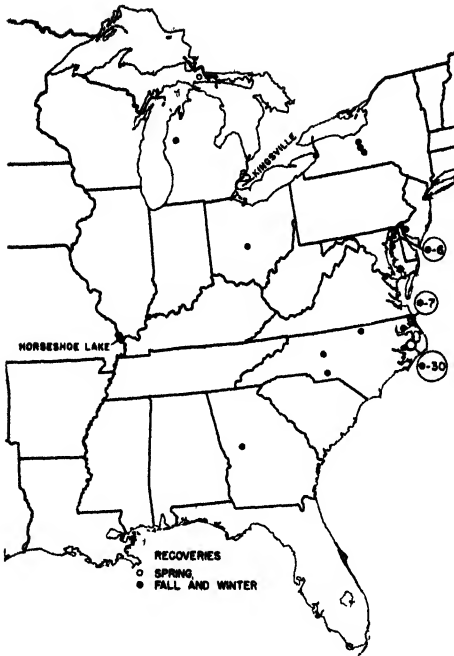 KINGSVILLE
●-6
●-7
HORSESHOE LAKE
●-30
RECOVERIES
○ SPRING,
● FALL AND WINTER